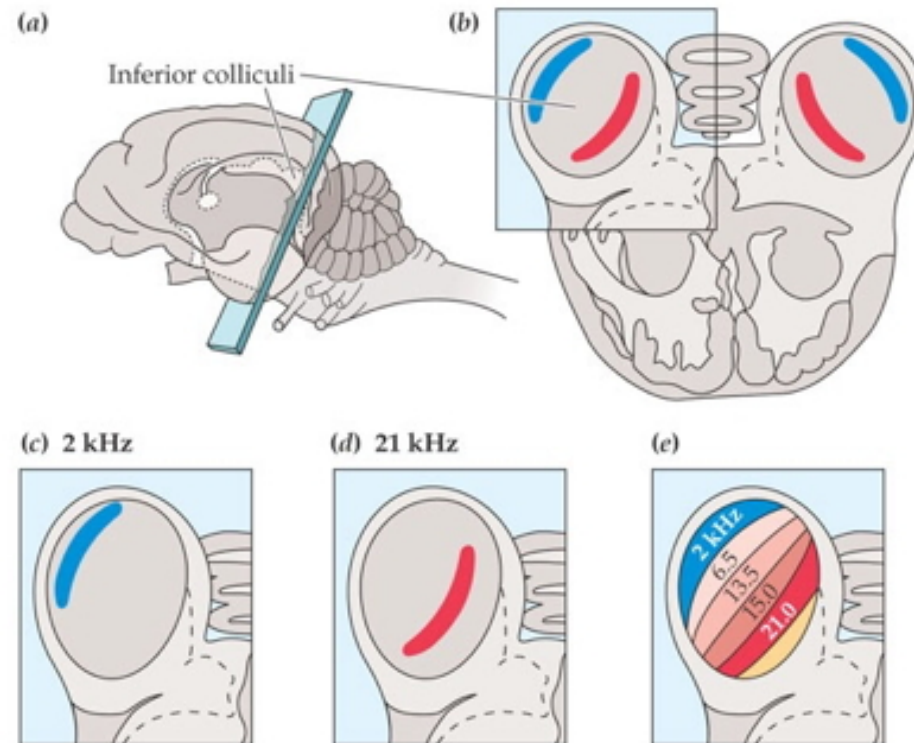 (a)
(b)
Inferior colliculi
(c) 2 kHz
(d) 21 kHz
(e)
2 kHz
6.5
13.5
15.0
21.0